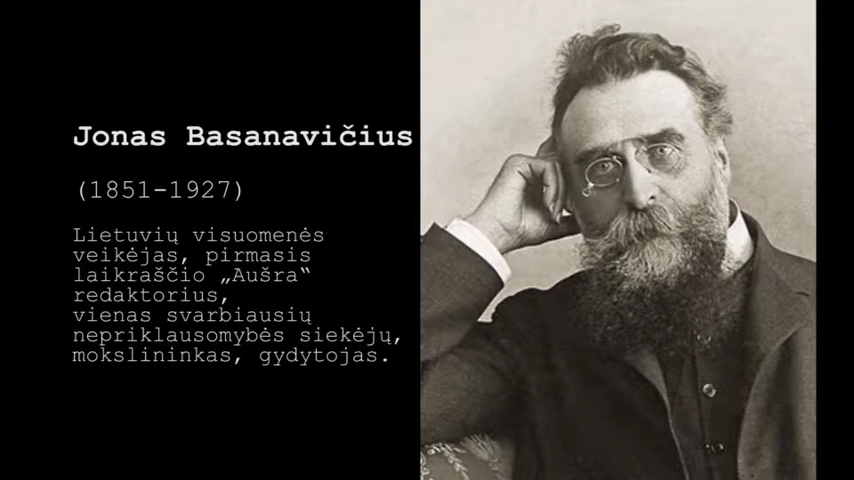 Jonas Basanavičius
(1851-1927)
Lietuvių visuomenės
veikėjas, pirmasis
laikraščio „Aušra“
redaktorius,
vienas svarbiausių
nepriklausomybės siekėjų,
mokslininkas, gydytojas.